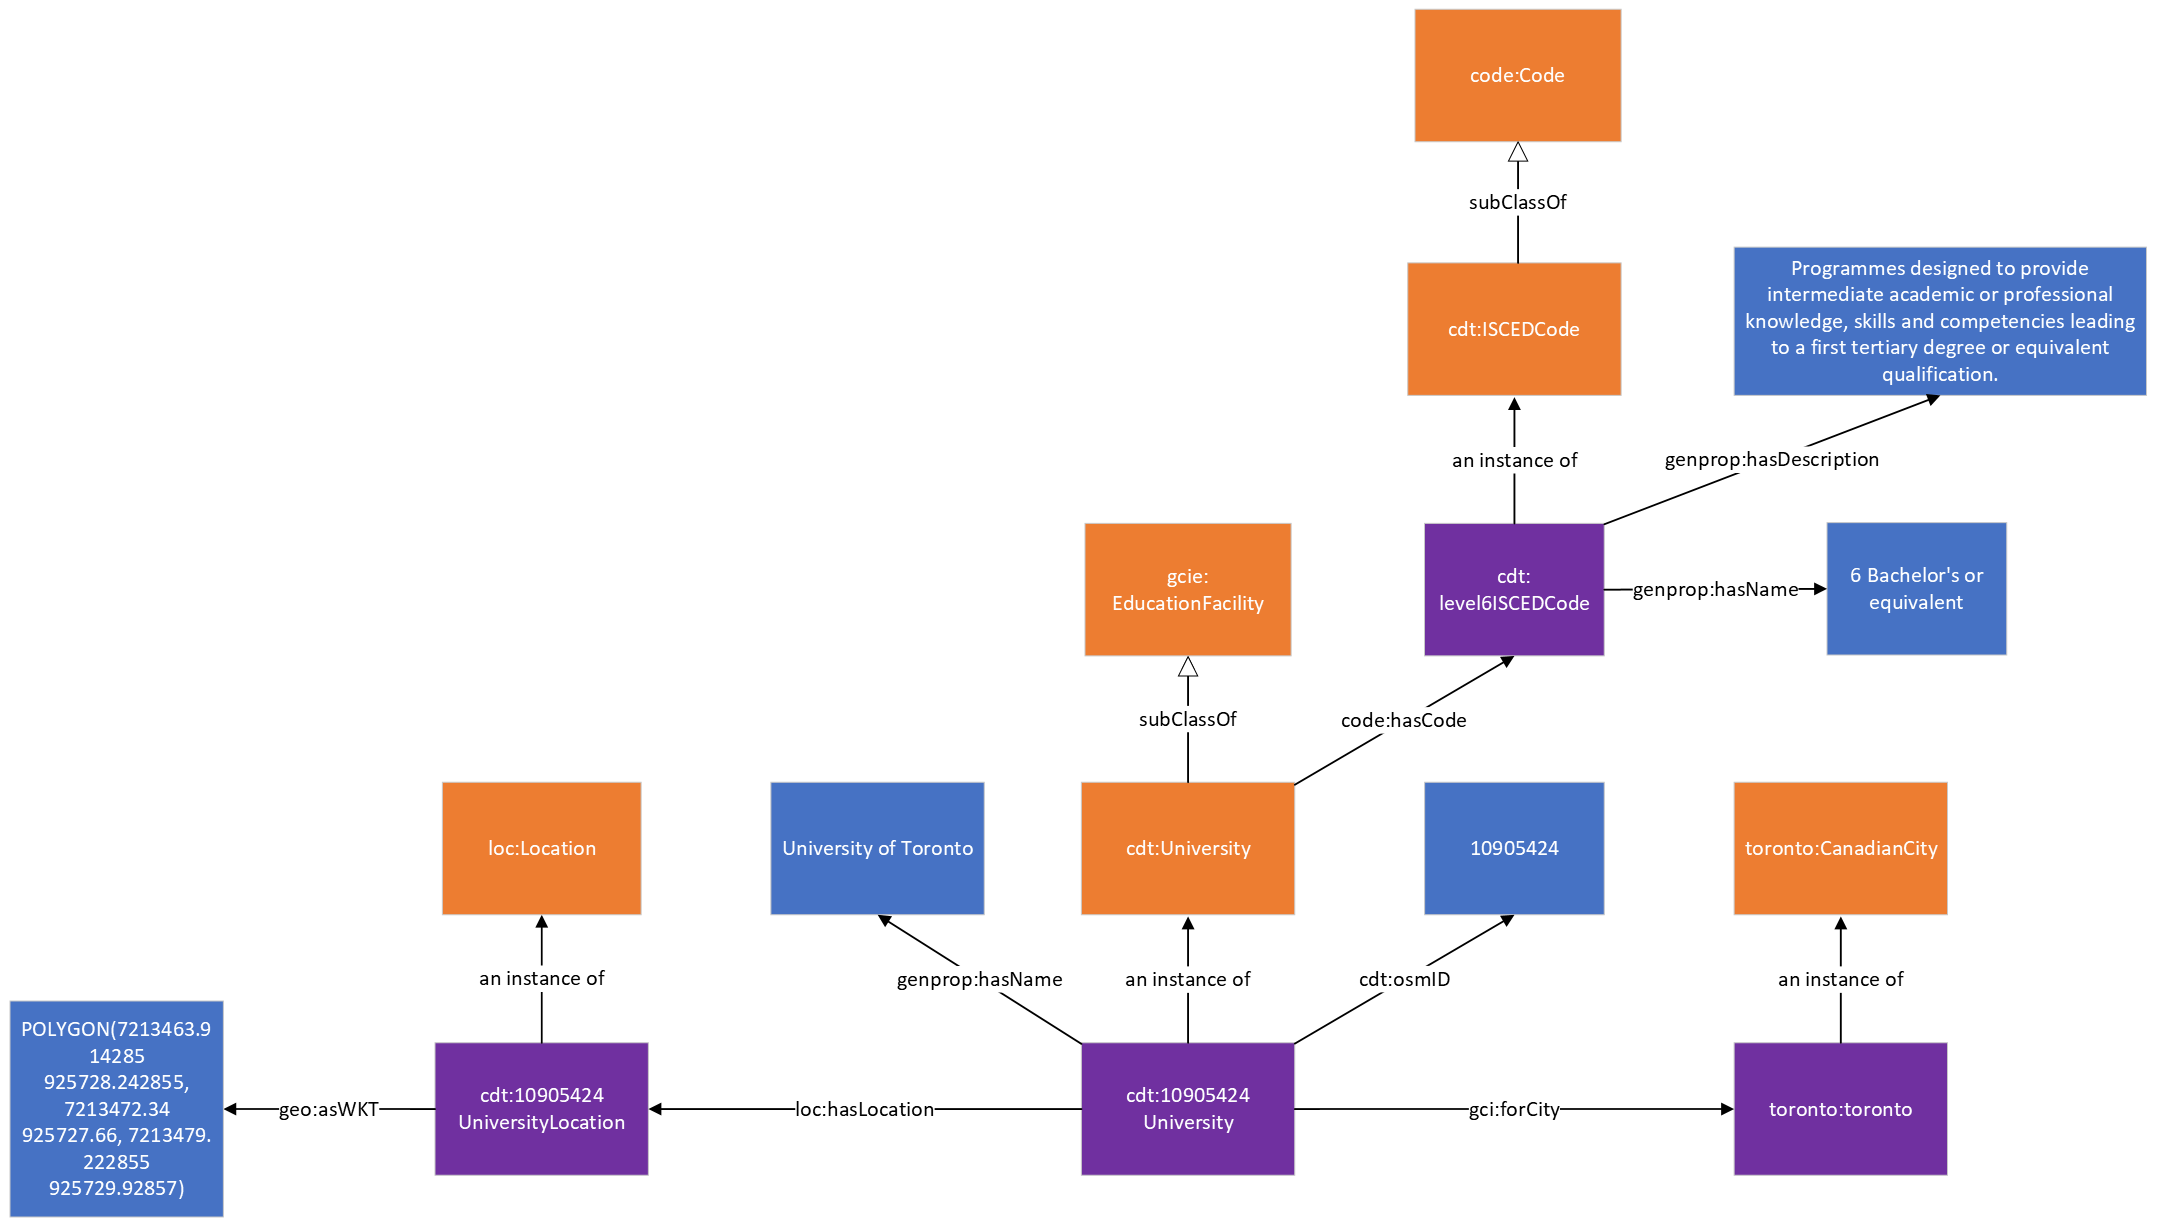 code:Code
subClassOf
cdt:ISCEDCode
Programmes designed to provide
intermediate academic or professional
knowledge, skills and competencies leading
to a first tertiary degree or equivalent
qualification.
an instance of
genprop:hasDescription
gcie:
EducationFacility
cdt:
level6ISCEDCode
genprop:hasName
6 Bachelor's or
equivalent
subClassOf
code:hasCode
loc:Location
University of Toronto
cdt:University
10905424
toronto:CanadianCity
an instance of
genprop:hasName
an instance of
cdt:osmID
an instance of
POLYGON(7213463.9
14285
925728.242855,
7213472.34
925727.66, 7213479.
222855
925729.92857)
geo:asWKT
cdt:10905424
UniversityLocation
loc:hasLocation
cdt:10905424
University
gci:forCity
toronto:toronto